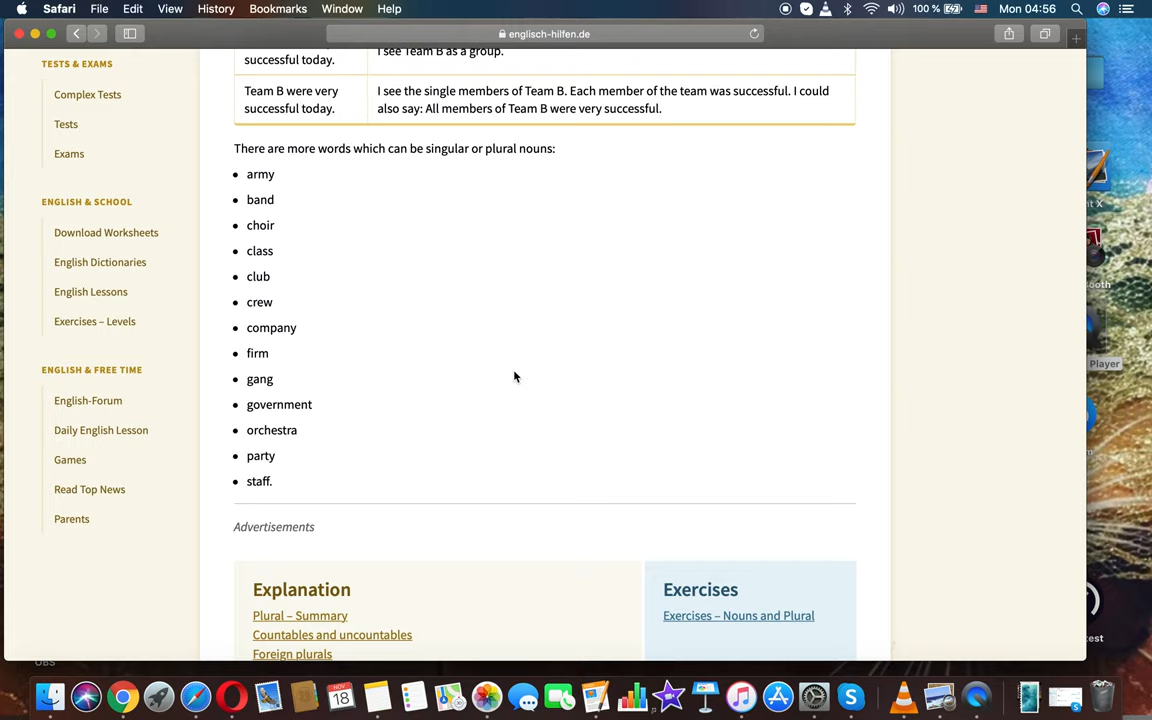 Safari File Edit View History Bookmarks Window Help 100 % Mon 04:56
englisch-hilfen.de
TESTS & EXAMS
Complex Tests
Tests
Exams
ENGLISH & SCHOOL
Download Worksheets
English Dictionaries
English Lessons
Exercises – Levels
ENGLISH & FREE TIME
English-Forum
Daily English Lesson
Games
Read Top News
Parents
successful today.
I see Team B as a group.
Team B were very
successful today.
I see the single members of Team B. Each member of the team was successful. I could
also say: All members of Team B were very successful.
There are more words which can be singular or plural nouns:
army
band
choir
class
club
crew
company
firm
gang
government
orchestra
party
staff.
Advertisements
Explanation
Plural – Summary
Countables and uncountables
Foreign plurals
Exercises
Exercises – Nouns and Plural
Player
OBS
NOV
18